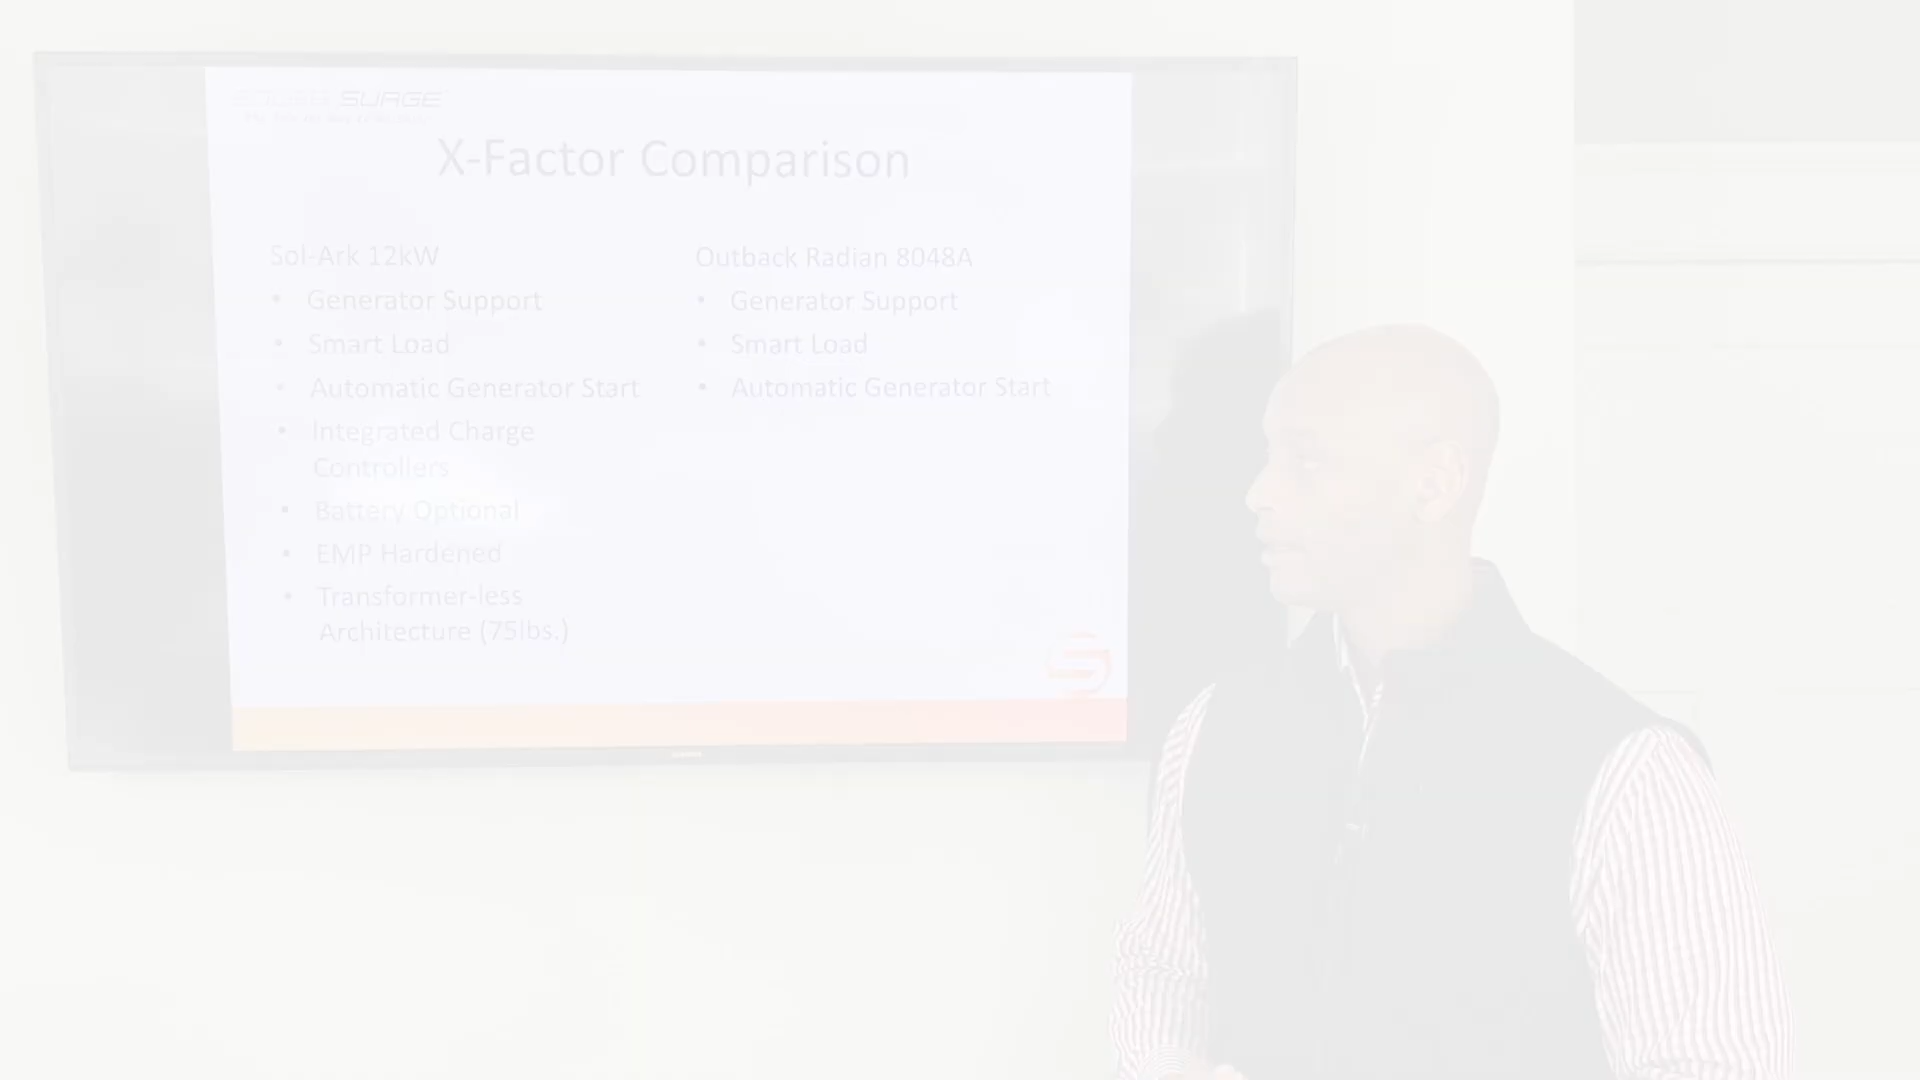 SURGE
X-Factor Comparison
Sol-Ark 12kW
• Generator Support
• Smart Load
• Automatic Generator Start
• Integrated Charge
Controllers
• Battery Optional
• EMP Hardened
• Transformer-less
Architecture (75lbs.)
Outback Radian 8048A
• Generator Support
• Smart Load
• Automatic Generator Start